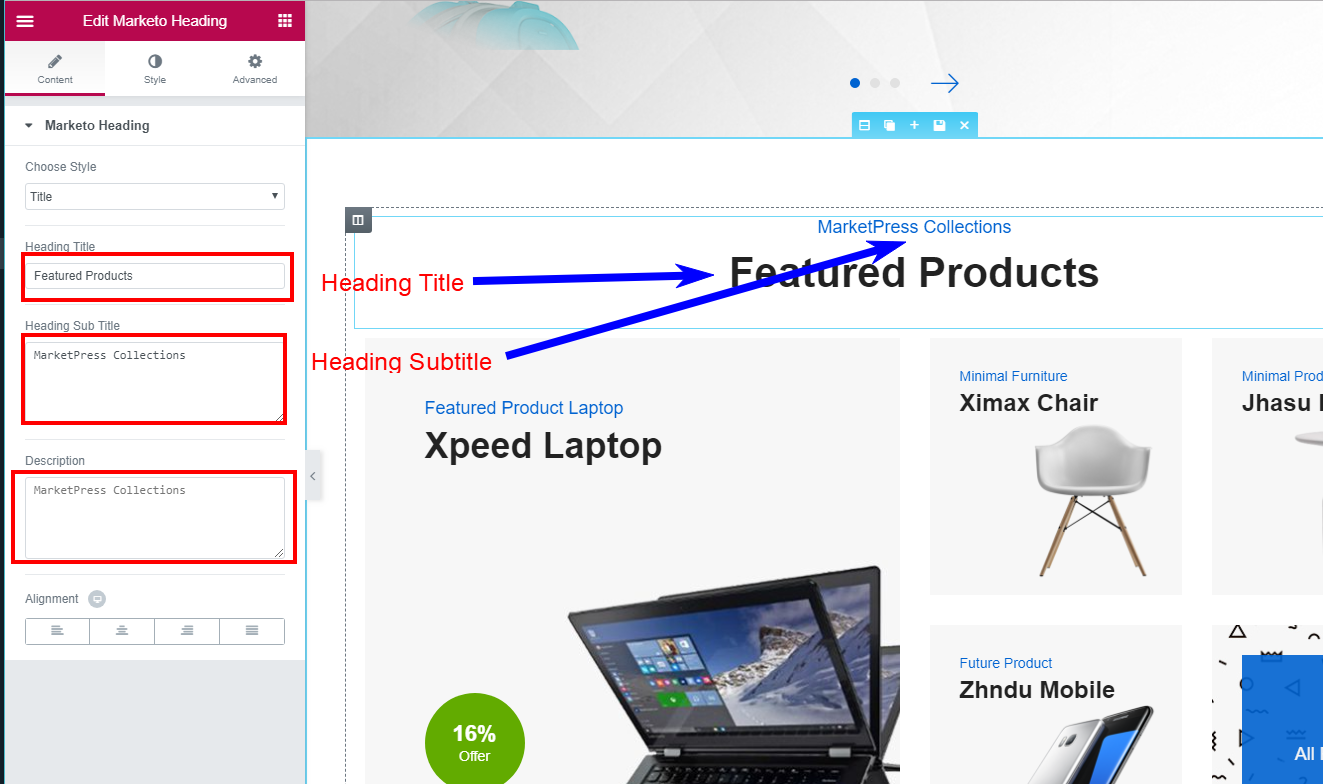 Edit Marketo Heading
Content
Style
Advanced
Marketo Heading
Choose Style
Title
Heading Title
Featured Products
Heading Sub Title
MarketPress Collections
Description
MarketPress Collections
Alignment
MarketPress Collections
Featured Products
Heading Title
Heading Subtitle
Featured Product Laptop
Xpeed Laptop
16%
Offer
Minimal Furniture
Ximax Chair
Minimal Prod
Jhasu
Future Product
Zhndu Mobile
All